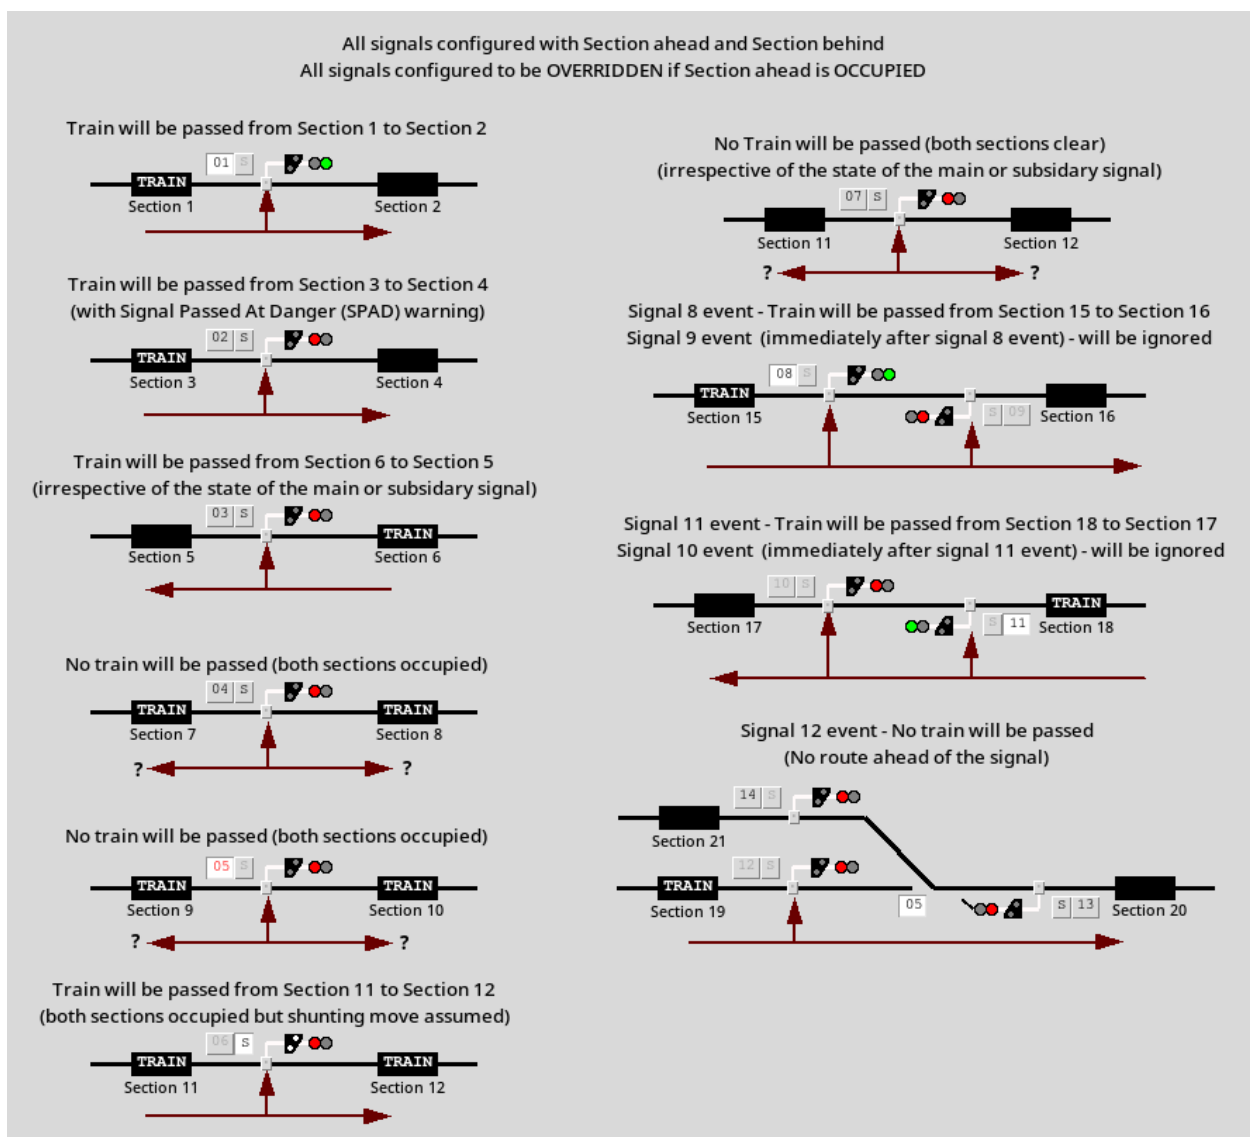 All signals configured with Section ahead and Section behind
All signals configured to be OVERRIDDEN if Section ahead is OCCUPIED
Train will be passed from Section 1 to Section 2
01 S
TRAIN
Section 1 Section 2
Train will be passed from Section 3 to Section 4
(with Signal Passed At Danger (SPAD) warning)
02 S
TRAIN
Section 3 Section 4
Train will be passed from Section 6 to Section 5
(irrespective of the state of the main or subsidary signal)
03 S
TRAIN
Section 5 Section 6
No train will be passed (both sections occupied)
04 S
TRAIN TRAIN
Section 7 Section 8
? ?
No train will be passed (both sections occupied)
05 S
TRAIN TRAIN
Section 9 Section 10
? ?
Train will be passed from Section 11 to Section 12
(both sections occupied but shunting move assumed)
06 S
TRAIN TRAIN
Section 11 Section 12
No Train will be passed (both sections clear)
(irrespective of the state of the main or subsidary signal)
07 S
Section 11 Section 12
? ?
Signal 8 event - Train will be passed from Section 15 to Section 16
Signal 9 event (immediately after signal 8 event) - will be ignored
08 S
TRAIN
S 09
Section 15 Section 16
Signal 11 event - Train will be passed from Section 18 to Section 17
Signal 10 event (immediately after signal 11 event) - will be ignored
10 S
TRAIN
S 11
Section 17 Section 18
Signal 12 event - No train will be passed
(No route ahead of the signal)
14 S
Section 21
12 S
TRAIN
05 S 13
Section 19 Section 20